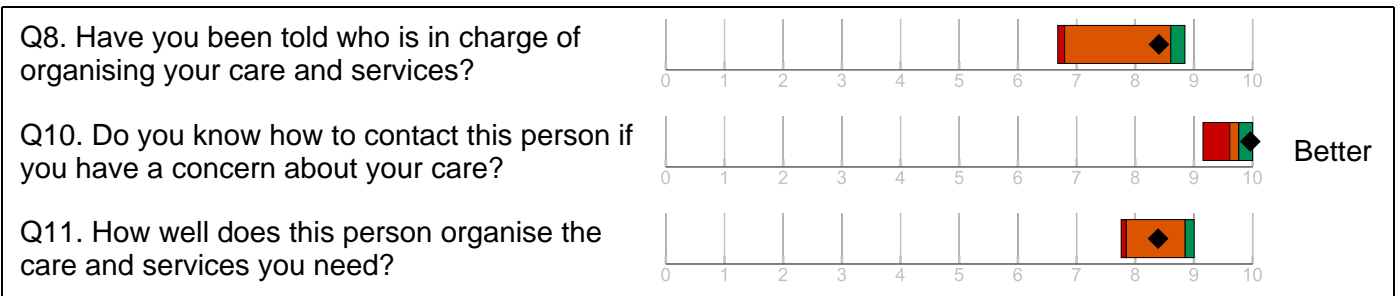 Q8. Have you been told who is in charge of
organising your care and services?
0 1 2 3 4 5 6 7 8 9 10
Q10. Do you know how to contact this person if
you have a concern about your care?
Better
0 1 2 3 4 5 6 7 8 9 10
Q11. How well does this person organise the
care and services you need?
0 1 2 3 4 5 6 7 8 9 10